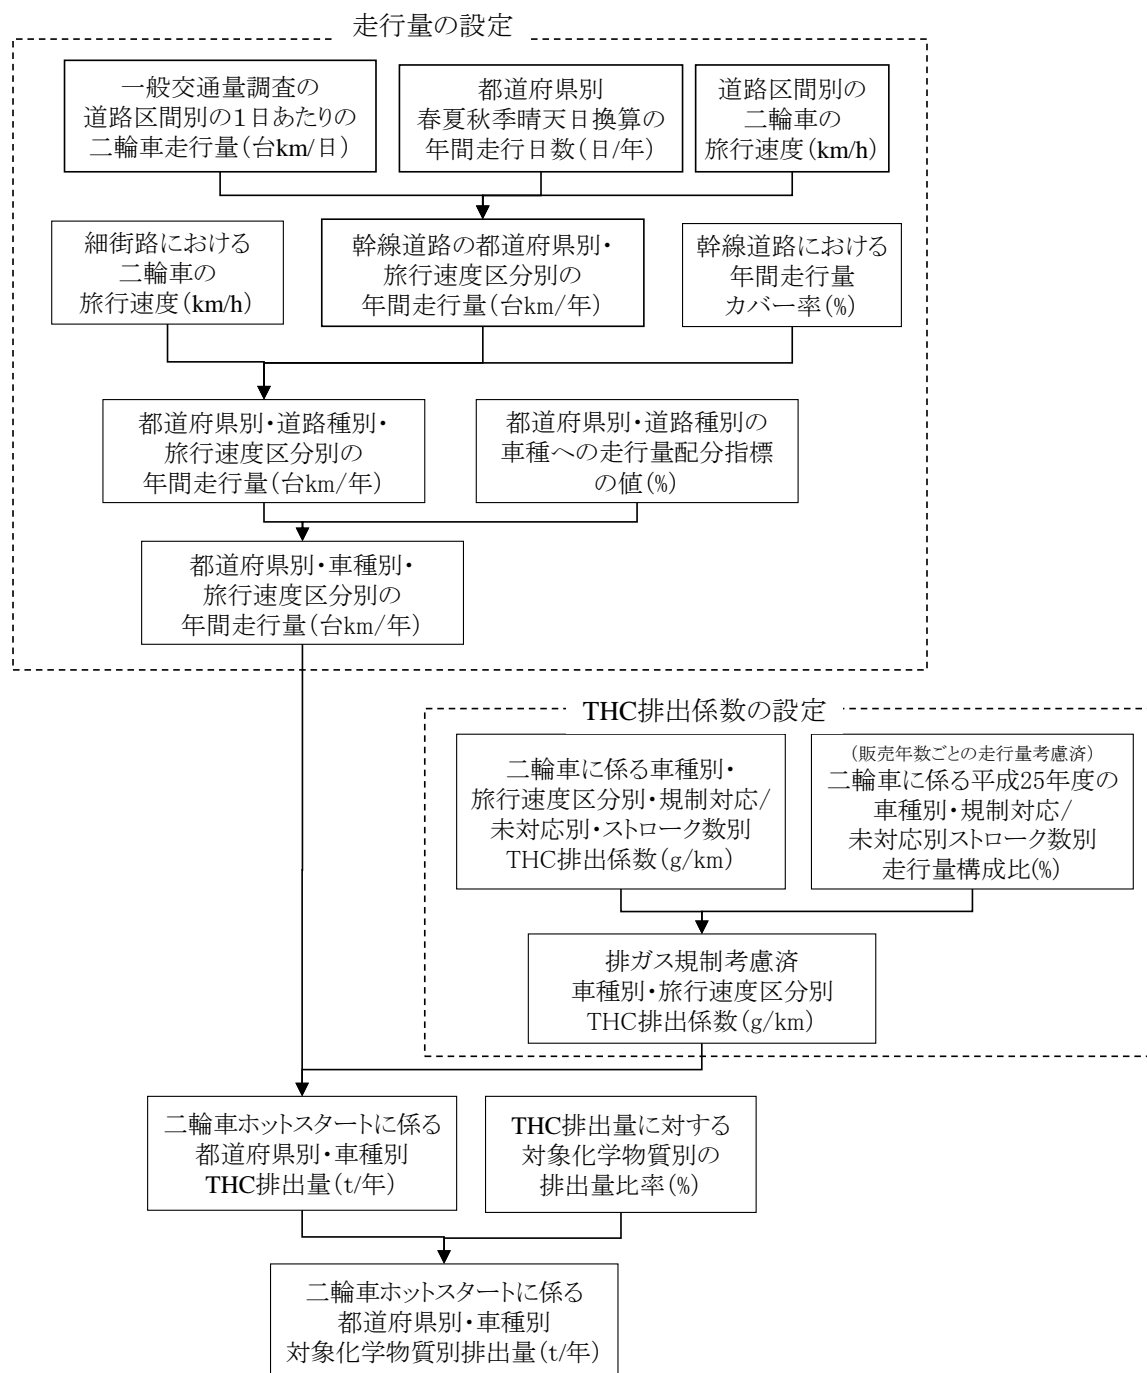 走行量の設定
一般交通量調査の
道路区間別の1日あたりの
二輪車走行量(台km/日)
都道府県別
春夏秋季晴天日換算の
年間走行日数(日/年)
道路区間別の
二輪車の
旅行速度(km/h)
細街路における
二輪車の
旅行速度(km/h)
幹線道路の都道府県別・
旅行速度区分別の
年間走行量(台km/年)
幹線道路における
年間走行量
カバー率(%)
都道府県別・道路種別・
旅行速度区分別の
年間走行量(台km/年)
都道府県別・道路種別の
車種への走行量配分指標
の値(%)
都道府県別・車種別・
旅行速度区分別の
年間走行量(台km/年)
THC排出係数の設定
二輪車に係る車種別・
旅行速度区分別・規制対応/
未対応別・ストローク数別
THC排出係数(g/km)
(販売年数ごとの走行量考慮済)
二輪車に係る平成25年度の
車種別・規制対応/
未対応別ストローク数別
走行量構成比(%)
排ガス規制考慮済
車種別・旅行速度区分別
THC排出係数(g/km)
二輪車ホットスタートに係る
都道府県別・車種別
THC排出量(t/年)
THC排出量に対する
対象化学物質別の
排出量比率(%)
二輪車ホットスタートに係る
都道府県別・車種別
対象化学物質別排出量(t/年)